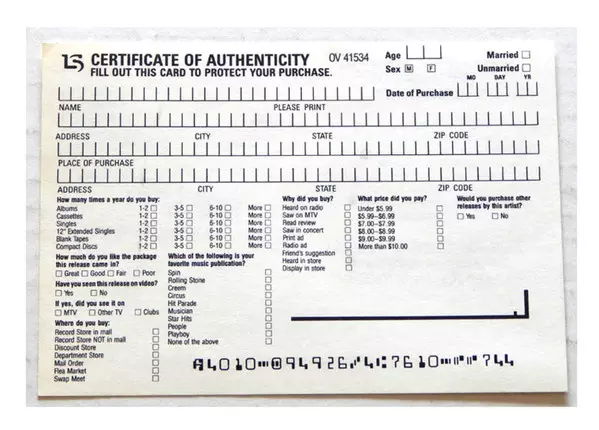 LS CERTIFICATE OF AUTHENTICITY OV 41534
FILL OUT THIS CARD TO PROTECT YOUR PURCHASE.
Age Married
Sex M F Unmarried
MO DAY YR
Date of Purchase
NAME PLEASE PRINT
ADDRESS CITY STATE ZIP CODE
PLACE OF PURCHASE
ADDRESS CITY STATE ZIP CODE
How many times a year do you buy:
Albums 1-2 3-5 6-10 More
Cassettes 1-2 3-5 6-10 More
Singles 1-2 3-5 6-10 More
12" Extended Singles 1-2 3-5 6-10 More
Blank Tapes 1-2 3-5 6-10 More
Compact Discs 1-2 3-5 6-10 More
How much do you like the package
this release came in?
Great Good Fair Poor
Have you seen this release on video?
Yes No
If yes, did you see it on
MTV Other TV Clubs
Where do you buy:
Record Store in mall
Record Store NOT in mall
Discount Store
Department Store
Mail Order
Flea Market
Swap Meet
Which of the following is your
favorite music publication?
Spin
Rolling Stone
Creem
Circus
Hit Parade
Musician
Star Hits
People
Playboy
None of the above
Why did you buy?
Heard on radio
Saw on MTV
Read review
Saw in concert
Print ad
Radio ad
Friend's suggestion
Heard in store
Display in store
What price did you pay?
Under $5.99
$5.99–$6.99
$7.00–$7.99
$8.00–$8.99
$9.00–$9.99
More than $10.00
Would you purchase other
releases by this artist?
Yes No